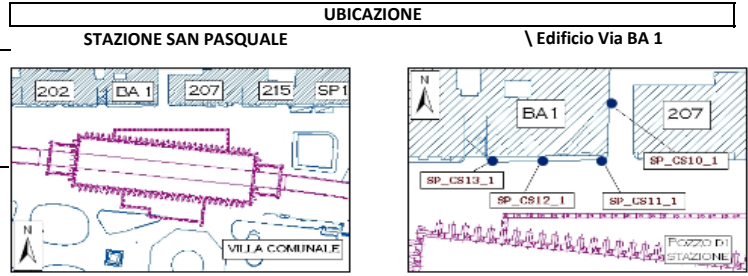 UBICAZIONE
STAZIONE SAN PASQUALE
\ Edificio Via BA 1
202
BA 1
207
215
SP1
N
VILLA COMUNALE
N
BA1
207
SP_CS10_1
SP_CS13_1
SP_CS12_1
SP_CS11_1
POZZO DI
STAZIONE